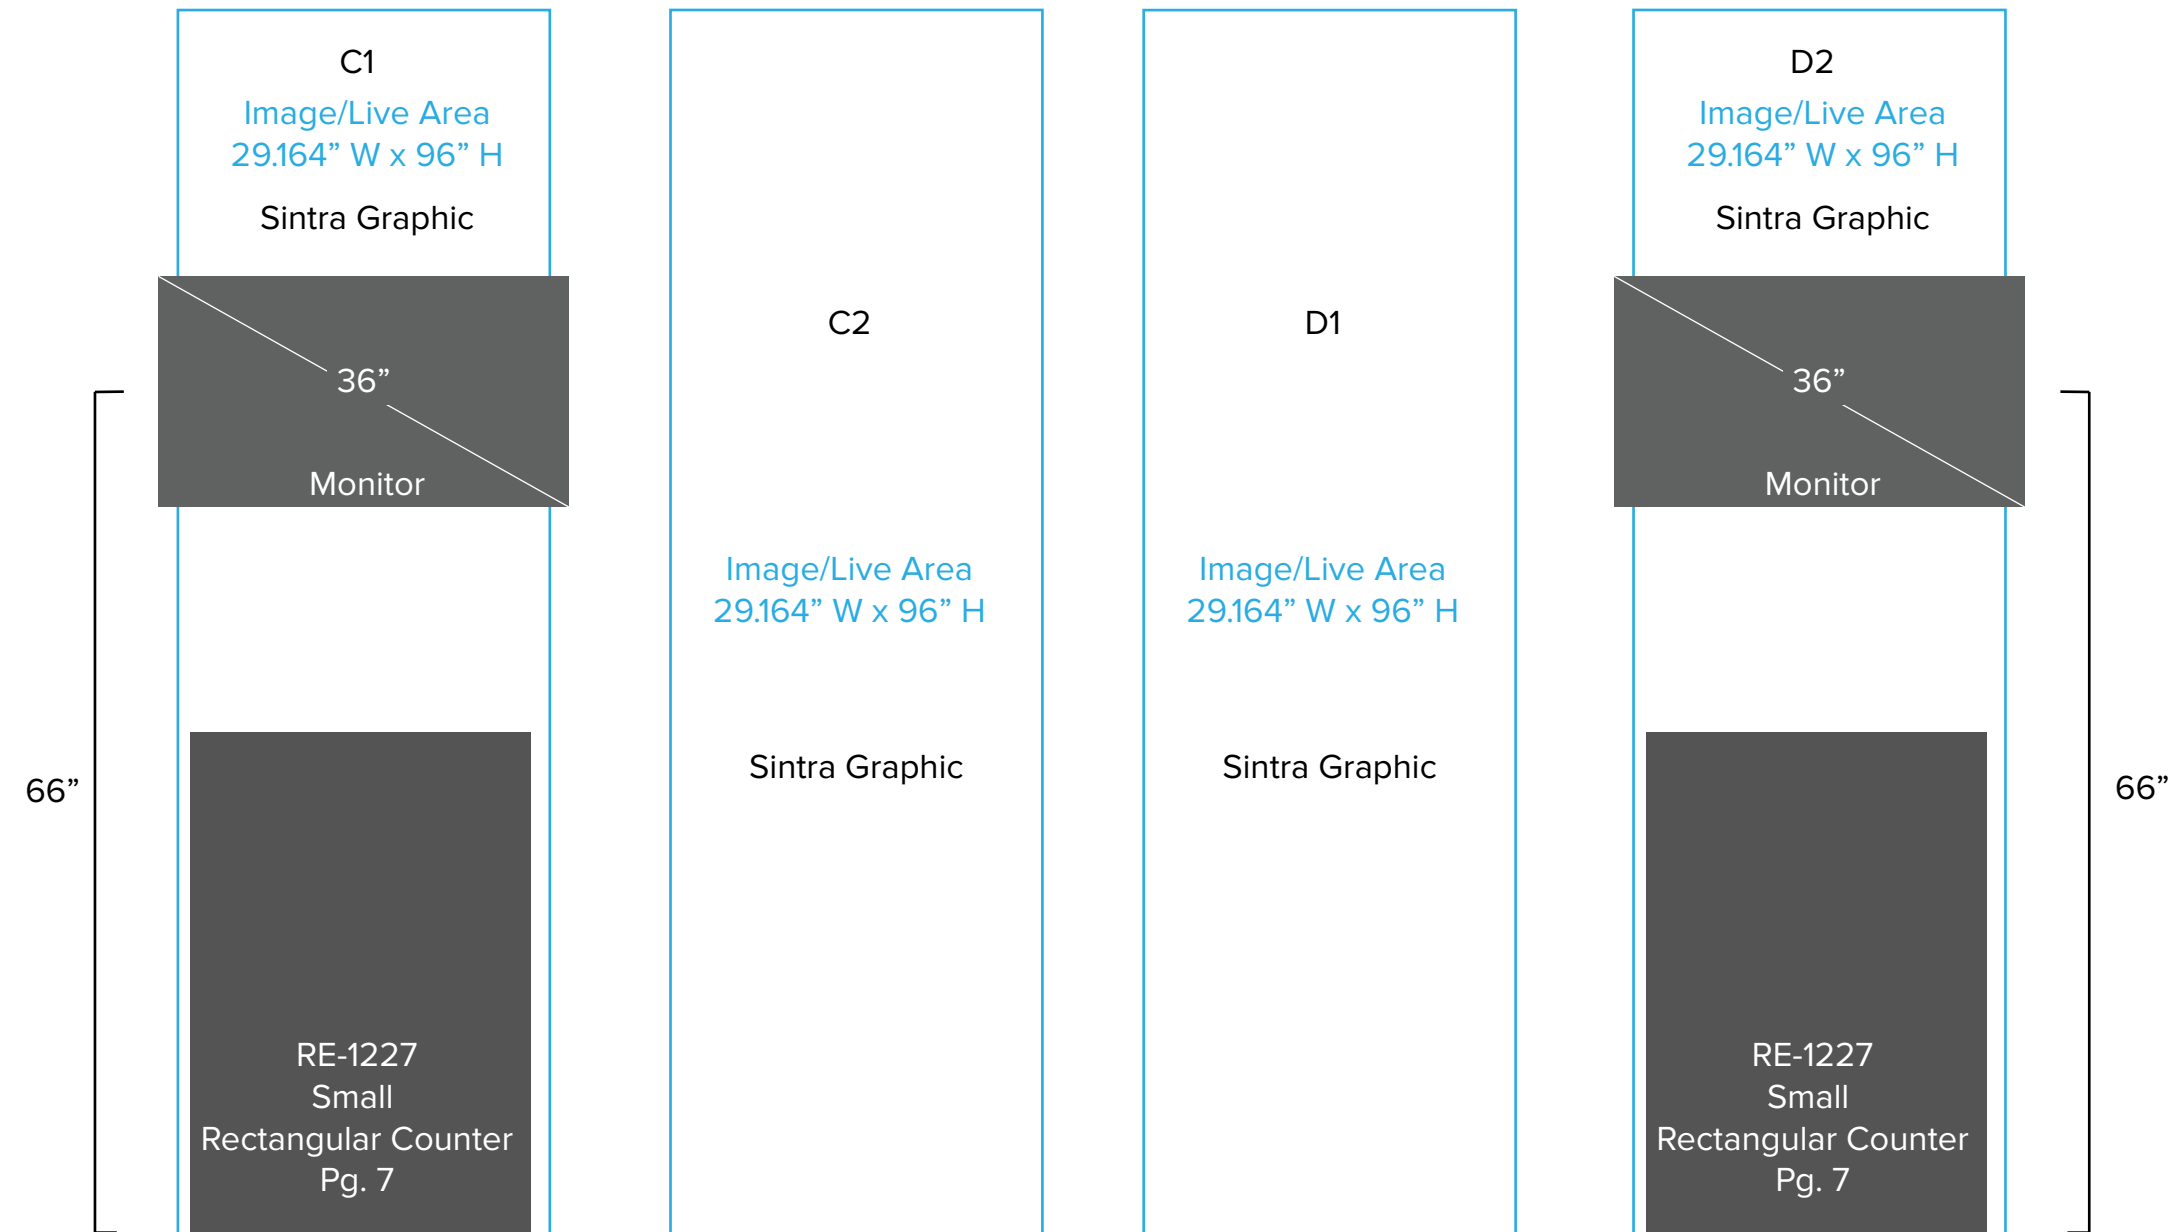 C1
Image/Live Area
29.164” W x 96” H
Sintra Graphic
36”
Monitor
66”
RE-1227
Small
Rectangular Counter
Pg. 7
C2
Image/Live Area
29.164” W x 96” H
Sintra Graphic
D1
Image/Live Area
29.164” W x 96” H
Sintra Graphic
D2
Image/Live Area
29.164” W x 96” H
Sintra Graphic
36”
Monitor
66”
RE-1227
Small
Rectangular Counter
Pg. 7